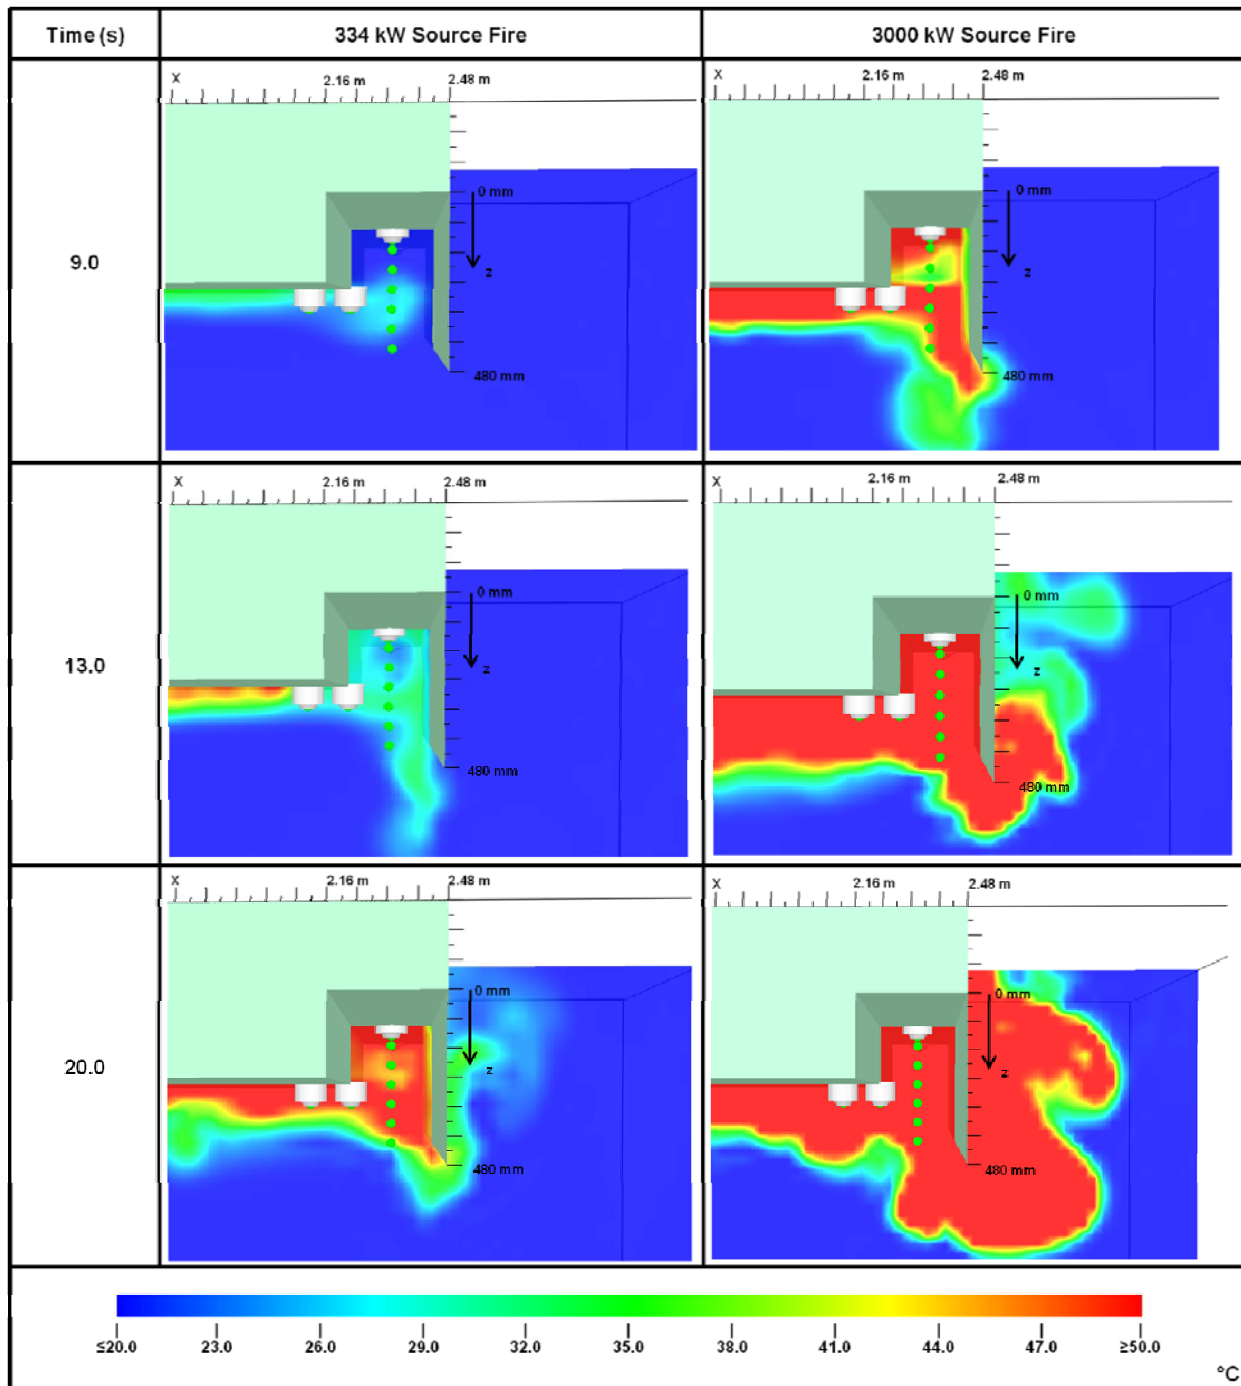 Time (s) 334 kW Source Fire 3000 kW Source Fire
X 2.16 m 2.48 m X 2.16 m 2.48 m
0 mm 0 mm
9.0 z z
480 mm 480 mm
X 2.16 m 2.48 m X 2.16 m 2.48 m
0 mm 0 mm
13.0 z z
480 mm 480 mm
X 2.16 m 2.48 m X 2.16 m 2.48 m
0 mm 0 mm
20.0 z z
480 mm 480 mm
≤20.0 23.0 26.0 29.0 32.0 35.0 38.0 41.0 44.0 47.0 ≥50.0
°C